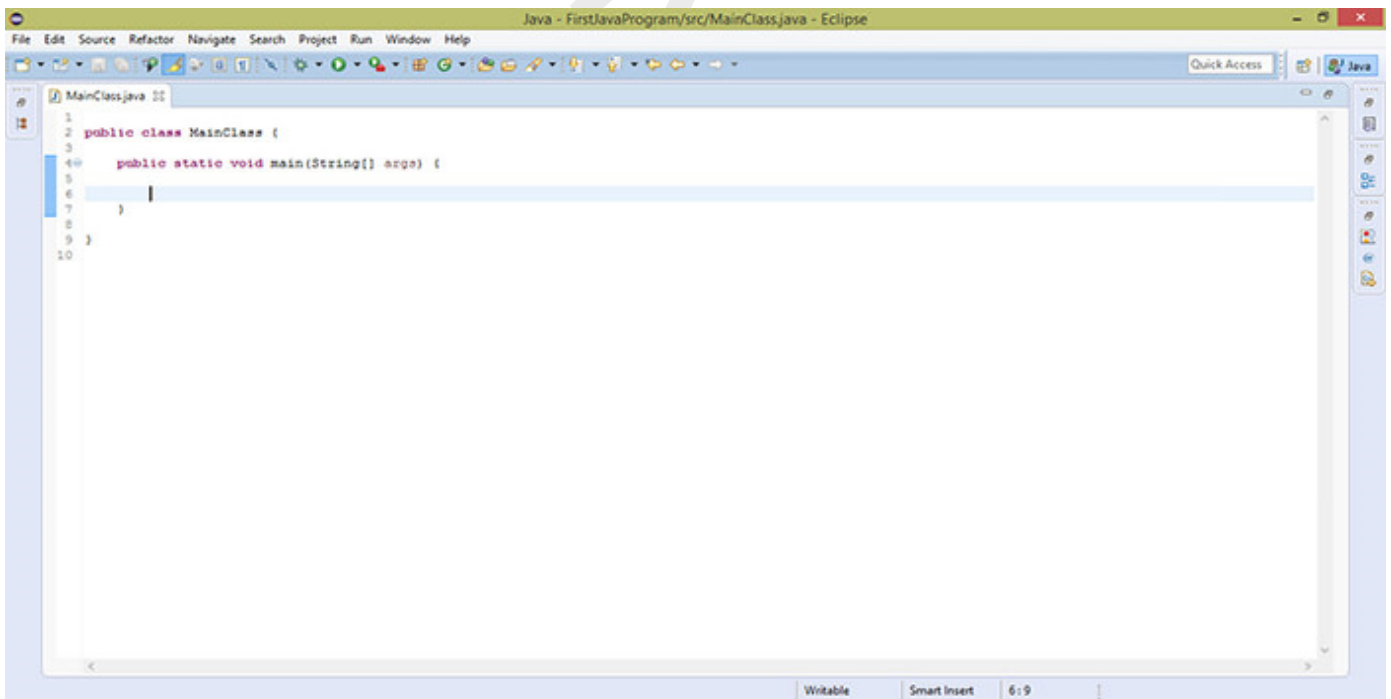 Java - FirstJavaProgram/src/MainClass.java - Eclipse
File Edit Source Refactor Navigate Search Project Run Window Help
Quick Access Java
MainClass.java
1
2 public class MainClass {
3
4 public static void main(String[] args) {
5
6
7 }
8
9 }
10
Writable Smart Insert 6:9